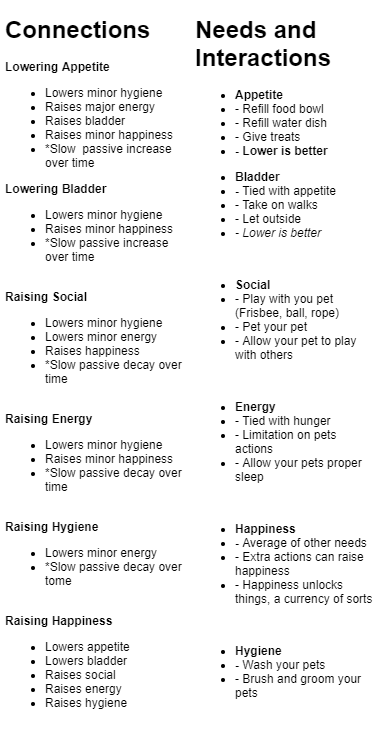 Connections
Lowering Appetite
Lowers minor hygiene
Raises major energy
Raises bladder
Raises minor happiness
*Slow passive increase
over time
Lowering Bladder
Lowers minor hygiene
Raises minor happiness
*Slow passive increase
over time
Raising Social
Lowers minor hygiene
Lowers minor energy
Raises happiness
*Slow passive decay over
time
Raising Energy
Lowers minor hygiene
Raises minor happiness
*Slow passive decay over
time
Raising Hygiene
Lowers minor energy
*Slow passive decay over
tome
Raising Happiness
Lowers appetite
Lowers bladder
Raises social
Raises energy
Raises hygiene
Needs and
Interactions
Appetite
- Refill food bowl
- Refill water dish
- Give treats
- Lower is better
Bladder
- Tied with appetite
- Take on walks
- Let outside
- Lower is better
Social
- Play with you pet
(Frisbee, ball, rope)
- Pet your pet
- Allow your pet to play
with others
Energy
- Tied with hunger
- Limitation on pets
actions
- Allow your pets proper
sleep
Happiness
- Average of other needs
- Extra actions can raise
happiness
- Happiness unlocks
things, a currency of sorts
Hygiene
- Wash your pets
- Brush and groom your
pets